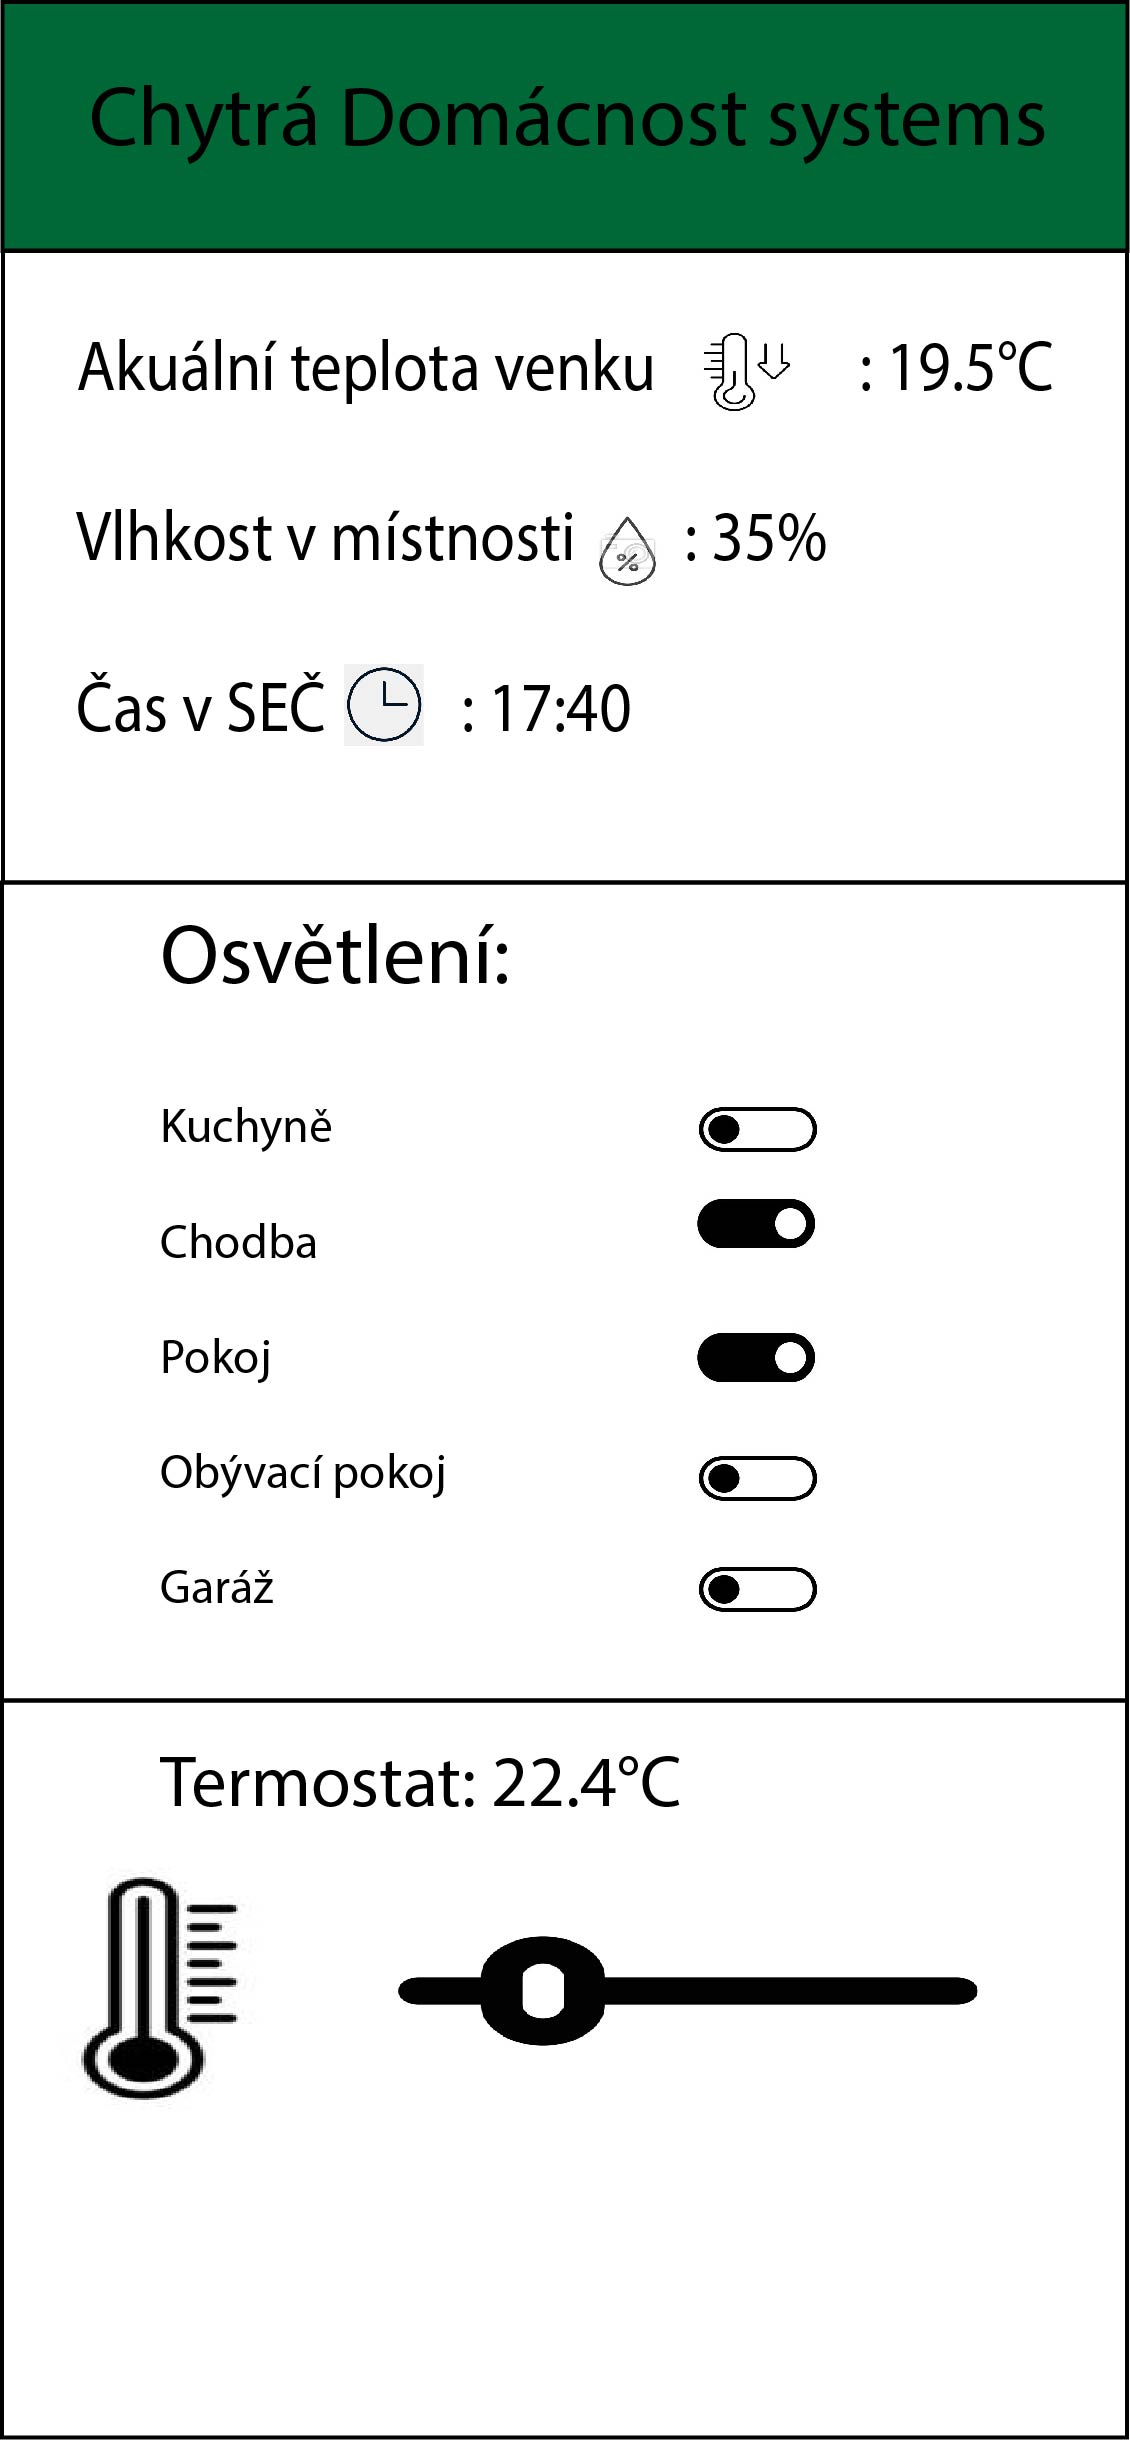 Chytrá Domácnost systems
Akuální teplota venku : 19.5°C
Vlhkost v místnosti % : 35%
Čas v SEČ : 17:40
Osvětlení:
Kuchyně
Chodba
Pokoj
Obývací pokoj
Garáž
Termostat: 22.4°C